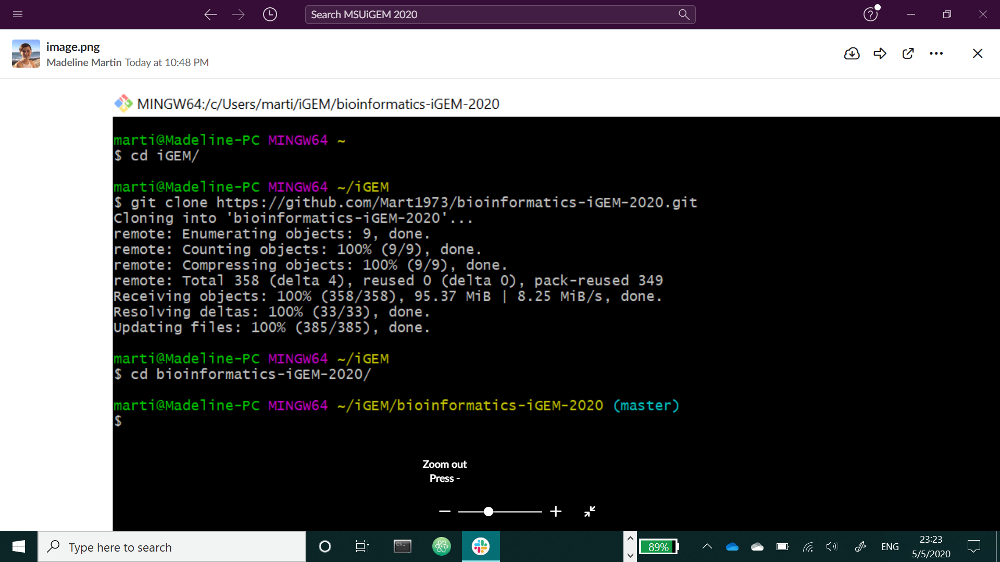 Search MSUiGEM 2020
image.png
Madeline Martin Today at 10:48 PM
MINGW64:/c/Users/marti/iGEM/bioinformatics-iGEM-2020
marti@Madeline-PC MINGW64 ~
$ cd iGEM/
marti@Madeline-PC MINGW64 ~/iGEM
$ git clone https://github.com/Mart1973/bioinformatics-iGEM-2020.git
Cloning into 'bioinformatics-iGEM-2020'...
remote: Enumerating objects: 9, done.
remote: Counting objects: 100% (9/9), done.
remote: Compressing objects: 100% (9/9), done.
remote: Total 358 (delta 4), reused 0 (delta 0), pack-reused 349
Receiving objects: 100% (358/358), 95.37 MiB | 8.25 MiB/s, done.
Resolving deltas: 100% (33/33), done.
Updating files: 100% (385/385), done.
marti@Madeline-PC MINGW64 ~/iGEM
$ cd bioinformatics-iGEM-2020/
marti@Madeline-PC MINGW64 ~/iGEM/bioinformatics-iGEM-2020 (master)
$
Zoom out
Press -
Type here to search
89%
ENG
23:23
5/5/2020